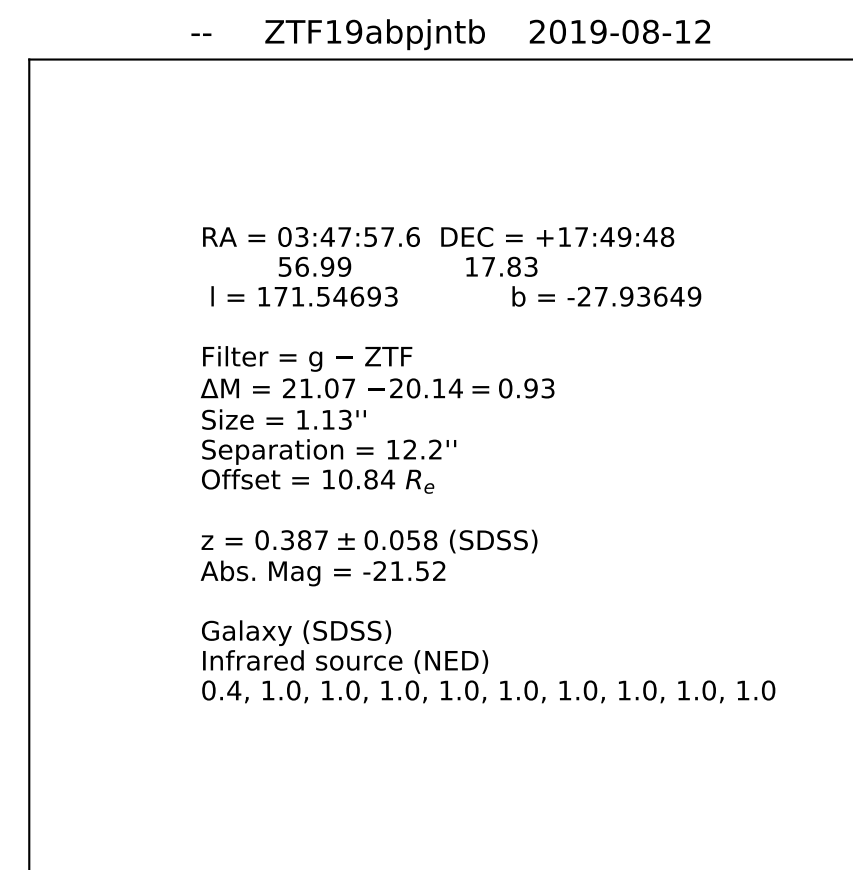 --    ZTF19abpjntb    2019-08-12
RA = 03:47:57.6  DEC = +17:49:48
56.99    17.83
l = 171.54693    b = -27.93649
Filter = g − ZTF
ΔM = 21.07 −20.14 = 0.93
Size = 1.13''
Separation = 12.2''
Offset = 10.84 Rₑ
z = 0.387 ± 0.058 (SDSS)
Abs. Mag = -21.52
Galaxy (SDSS)
Infrared source (NED)
0.4, 1.0, 1.0, 1.0, 1.0, 1.0, 1.0, 1.0, 1.0, 1.0